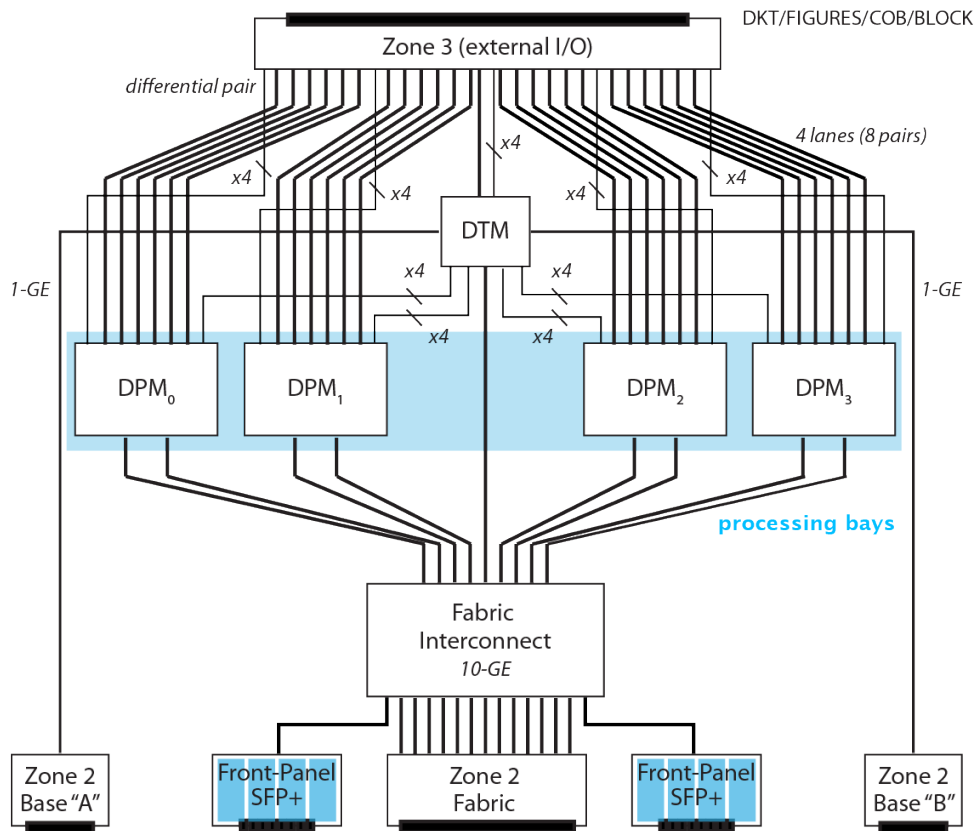 DKT/FIGURES/COB/BLOCK
Zone 3 (external I/O)
differential pair
4 lanes (8 pairs)
x4
x4
x4
x4
x4
DTM
1-GE
1-GE
x4
x4
x4
x4
DPM₀
DPM₁
DPM₂
DPM₃
processing bays
Fabric
Interconnect
10-GE
Zone 2
Base “A”
Front-Panel
SFP+
Zone 2
Fabric
Front-Panel
SFP+
Zone 2
Base “B”